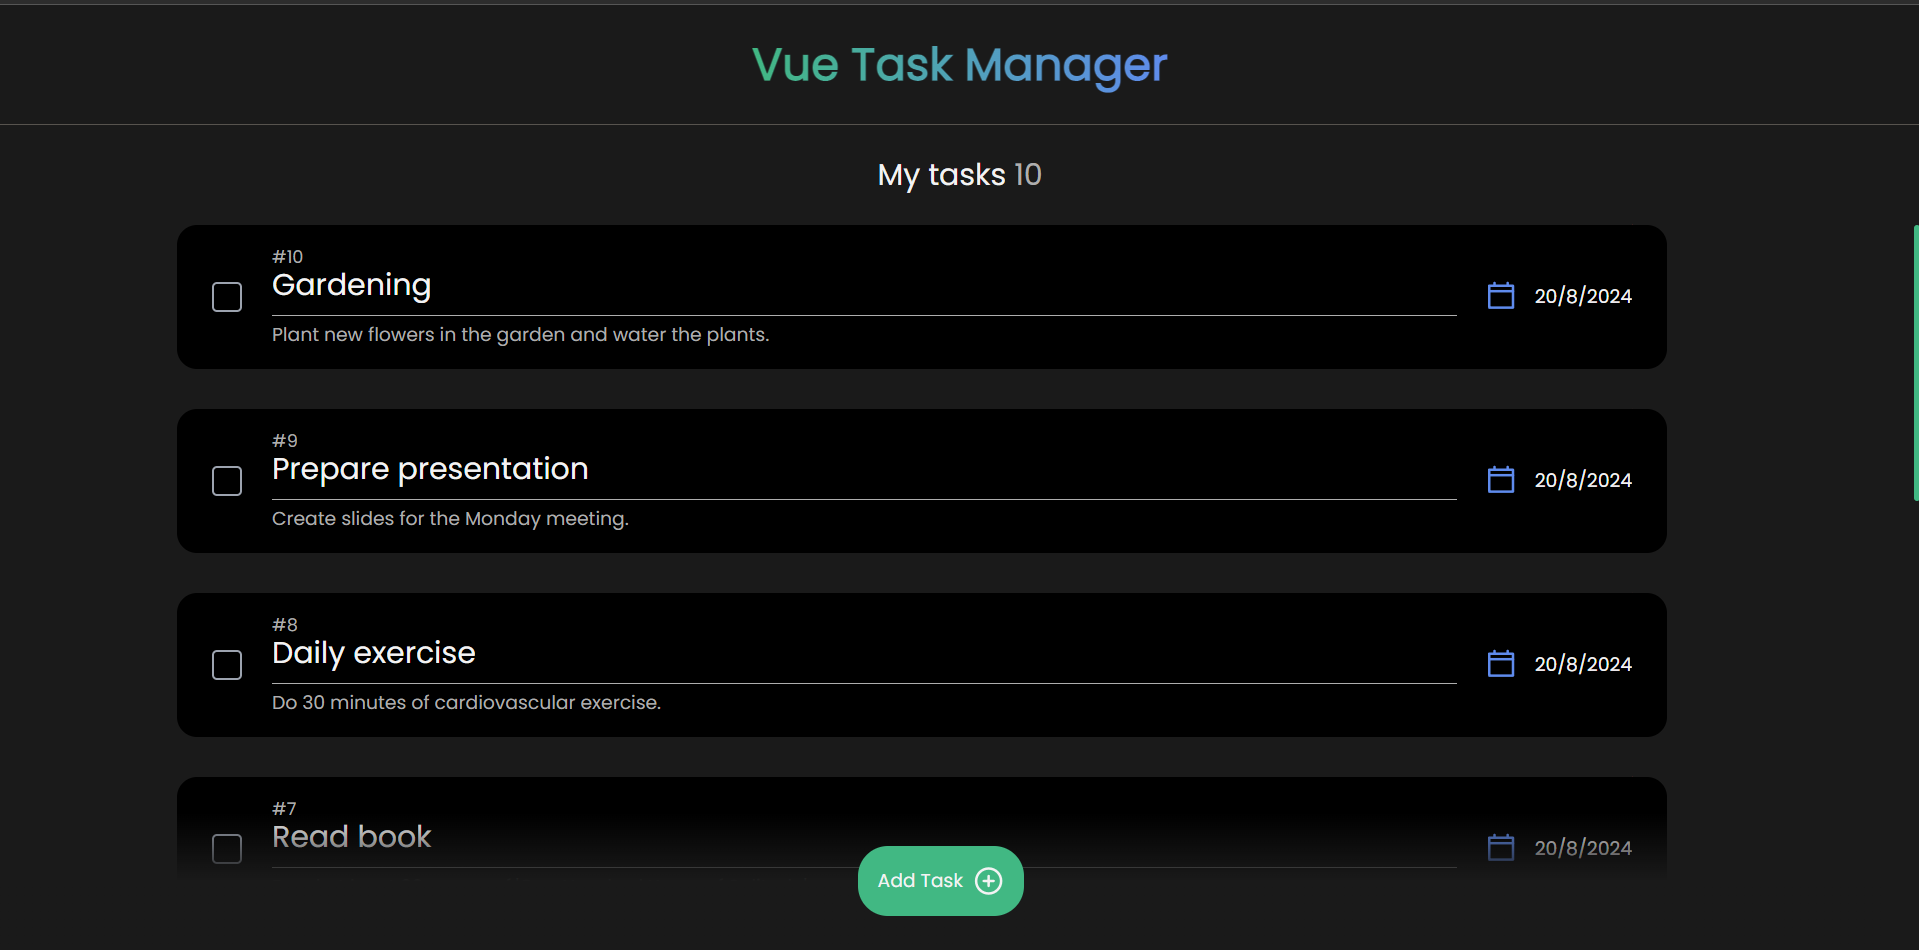 Vue Task Manager
My tasks 10
#10
Gardening
Plant new flowers in the garden and water the plants.
20/8/2024
#9
Prepare presentation
Create slides for the Monday meeting.
20/8/2024
#8
Daily exercise
Do 30 minutes of cardiovascular exercise.
20/8/2024
#7
Read book
20/8/2024
Add Task